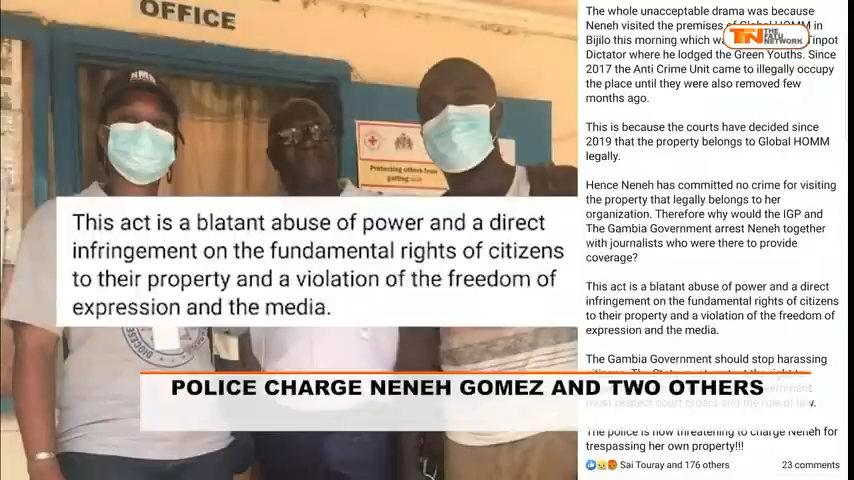 OFFICE
Protecting others from
getting sick
This act is a blatant abuse of power and a direct
infringement on the fundamental rights of citizens
to their property and a violation of the freedom of
expression and the media.
POLICE CHARGE NENEH GOMEZ AND TWO OTHERS
THE
FATU
NETWORK
The whole unacceptable drama was because
Neneh visited the premises of Global HOMM in
Bijilo this morning which wa Tinpot
Dictator where he lodged the Green Youths. Since
2017 the Anti Crime Unit came to illegally occupy
the place until they were also removed few
months ago.
This is because the courts have decided since
2019 that the property belongs to Global HOMM
legally.
Hence Neneh has committed no crime for visiting
the property that legally belongs to her
organization. Therefore why would the IGP and
The Gambia Government arrest Neneh together
with journalists who were there to provide
coverage?
This act is a blatant abuse of power and a direct
infringement on the fundamental rights of citizens
to their property and a violation of the freedom of
expression and the media.
The Gambia Government should stop harassing
must respect court orders and the rule of law.
The police is now threatening to charge Neneh for
trespassing her own property!!!
Sai Touray and 176 others 23 comments